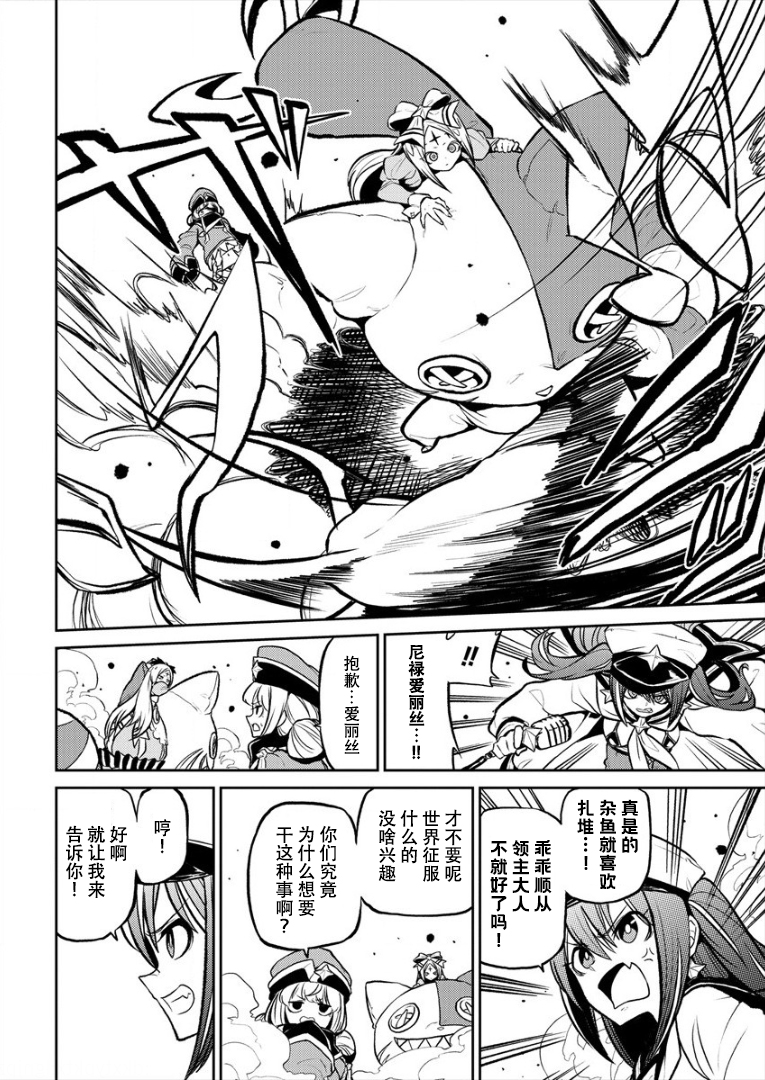 ザザ
!!
尼禄爱丽丝…!!
抱歉…爱丽丝
真是的
杂鱼就喜欢
扎堆…!
乖乖顺从
领主大人
不就好了吗!
才不要呢
世界征服
什么的
没啥兴趣
你们究竟
为什么想要
干这种事啊?
哼!
好啊
就让我来
告诉你!